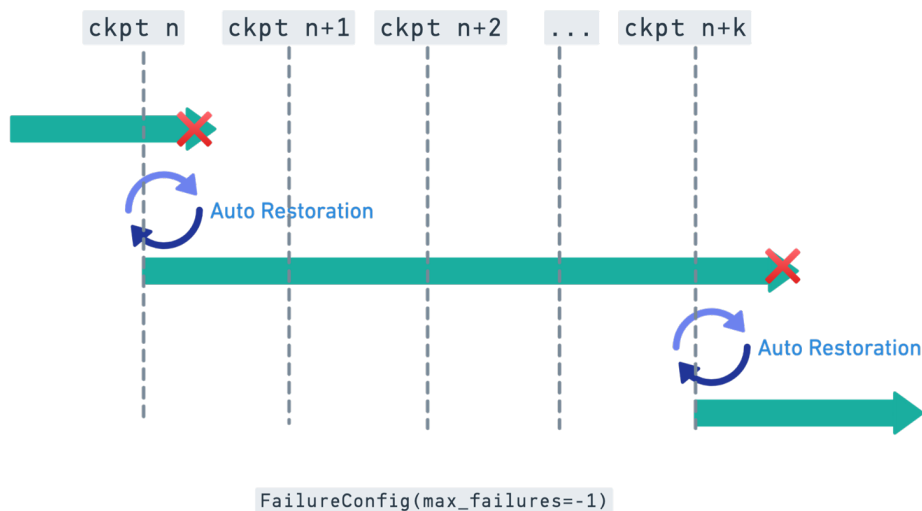 ckpt n ckpt n+1 ckpt n+2 ... ckpt n+k
Auto Restoration
Auto Restoration
FailureConfig(max_failures=-1)